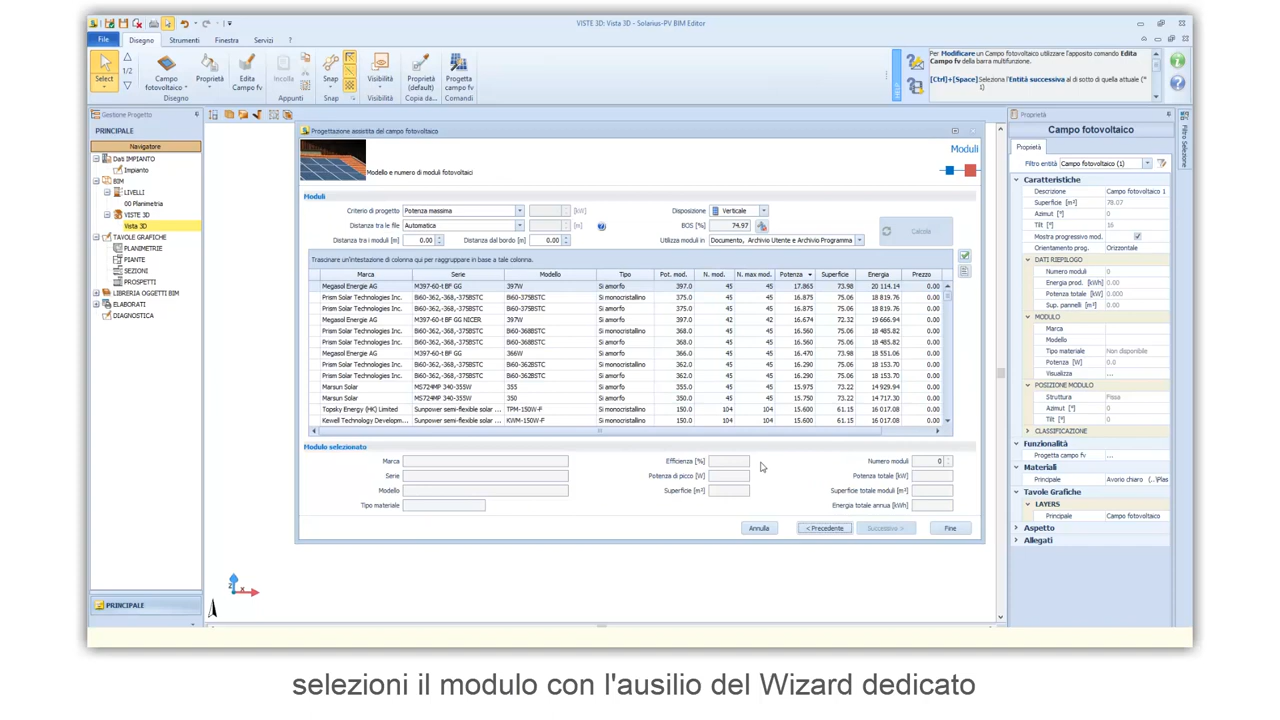 VISTE 3D: Vista 3D - Solarius-PV BIM Editor
File Disegno Strumenti Finestra Servizi ?
Select
1/2
Campo fotovoltaico
Proprietà
Edita Campo fv
Disegno
Incolla
Appunti
Snap
Snap
Visibilità
Visibilità
Proprietà (default)
Copia da...
Progetta campo fv
Comandi
HELP
Per Modificare un Campo fotovoltaico utilizzare l'apposito comando Edita Campo fv della barra multifunzione.
[Ctrl]+[Space] Seleziona l'Entità successiva al di sotto di quella attuale (* 1)
Gestione Progetto
PRINCIPALE
Navigatore
Dati IMPIANTO
Impianto
BIM
LIVELLI
00 Planimetria
VISTE 3D
Vista 3D
TAVOLE GRAFICHE
PLANIMETRIE
PIANTE
SEZIONI
PROSPETTI
LIBRERIA OGGETTI BIM
ELABORATI
DIAGNOSTICA
PRINCIPALE
Progettazione assistita del campo fotovoltaico
Moduli
Modello e numero di moduli fotovoltaici
Moduli
Criterio di progetto Potenza massima [kW] Disposizione Verticale
Distanza tra le file Automatica [m] BOS [%] 74.97 Calcola
Distanza tra i moduli [m] 0.00 Distanza dal bordo [m] 0.00 Utilizza moduli in Documento, Archivio Utente e Archivio Programma
Trascinare un'intestazione di colonna qui per raggruppare in base a tale colonna.
Marca Serie Modello Tipo Pot. mod. N. mod. N. max mod. Potenza Superficie Energia Prezzo
Megasol Energie AG M397-60-t BF GG 397W Si amorfo 397.0 45 45 17.865 73.98 20 114.14 0.00
Prism Solar Technologies Inc. Bi60-362,-368,-375BSTC Bi60-375BSTC Si monocristallino 375.0 45 45 16.875 75.06 18 819.76 0.00
Prism Solar Technologies Inc. Bi60-362,-368,-375BSTC Bi60-375BSTC Si monocristallino 375.0 45 45 16.875 75.06 18 819.76 0.00
Megasol Energie AG M397-60-t BF GG NICER 397W Si amorfo 397.0 42 42 16.674 72.32 19 666.94 0.00
Prism Solar Technologies Inc. Bi60-362,-368,-375BSTC Bi60-368BSTC Si monocristallino 368.0 45 45 16.560 75.06 18 485.82 0.00
Prism Solar Technologies Inc. Bi60-362,-368,-375BSTC Bi60-368BSTC Si monocristallino 368.0 45 45 16.560 75.06 18 485.82 0.00
Megasol Energie AG M397-60-t BF GG 366W Si amorfo 366.0 45 45 16.470 73.98 18 551.06 0.00
Prism Solar Technologies Inc. Bi60-362,-368,-375BSTC Bi60-362BSTC Si monocristallino 362.0 45 45 16.290 75.06 18 153.70 0.00
Prism Solar Technologies Inc. Bi60-362,-368,-375BSTC Bi60-362BSTC Si monocristallino 362.0 45 45 16.290 75.06 18 153.70 0.00
Marsun Solar MS724MP 340-355W 355 Si amorfo 355.0 45 45 15.750 73.22 14 929.94 0.00
Marsun Solar MS724MP 340-355W 350 Si amorfo 350.0 45 45 15.750 73.22 14 717.30 0.00
Topsky Energy (HK) Limited Sunpower semi-flexible solar ... TPM-150W-F Si monocristallino 150.0 104 104 15.600 61.15 16 017.08 0.00
Kewell Technology Developm... Sunpower semi-flexible solar ... KWM-150W-F Si monocristallino 150.0 104 104 15.600 61.15 16 017.08 0.00
Modulo selezionato
Marca Efficienza [%] Numero moduli 0
Serie Potenza di picco [W] Potenza totale [kW]
Modello Superficie [m²] Superficie totale moduli [m²]
Tipo materiale Energia totale annua [kWh]
Annulla < Precedente Successivo > Fine
Proprietà
Campo fotovoltaico
Proprietà
Filtro entità Campo fotovoltaico (1)
Caratteristiche
Descrizione Campo fotovoltaico 1
Superficie [m²] 78.07
Azimut [°] 0
Tilt [°] 16
Mostra progressivo mod.
Orientamento prog. Orizzontale
DATI RIEPILOGO
Numero moduli 0
Energia prod. [kWh] 0.00
Potenza totale [kW] 0.000
Sup. pannelli [m²] 0.00
MODULO
Marca
Modello
Tipo materiale Non disponibile
Potenza [W] 0.0
Visualizza ...
POSIZIONE MODULO
Struttura Fissa
Azimut [°] 0
Tilt [°] 0
CLASSIFICAZIONE
Funzionalità
Progetta campo fv ...
Materiali
Principale Avorio chiaro (..\Plas
Tavole Grafiche
LAYERS
Principale Campo fotovoltaico
Aspetto
Allegati
Filtro Selezione
z
x
selezioni il modulo con l'ausilio del Wizard dedicato